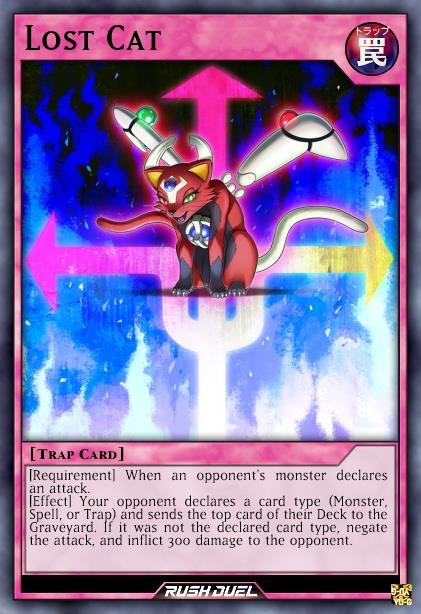 Lost Cat
トラップ
罠
[Trap Card]
[Requirement] When an opponent's monster declares
an attack.
[Effect] Your opponent declares a card type (Monster,
Spell, or Trap) and sends the top card of their Deck to the
Graveyard. If it was not the declared card type, negate
the attack, and inflict 300 damage to the opponent.
RUSH DUEL